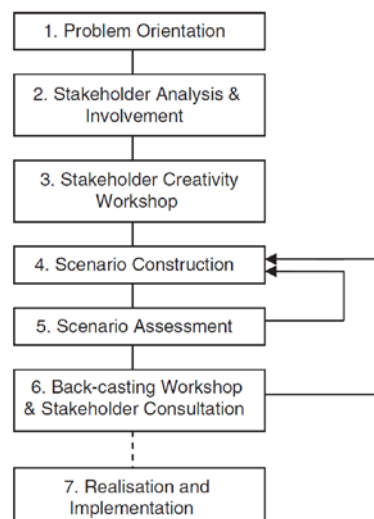 1. Problem Orientation
2. Stakeholder Analysis &
Involvement
3. Stakeholder Creativity
Workshop
4. Scenario Construction
5. Scenario Assessment
6. Back-casting Workshop
& Stakeholder Consultation
7. Realisation and
Implementation